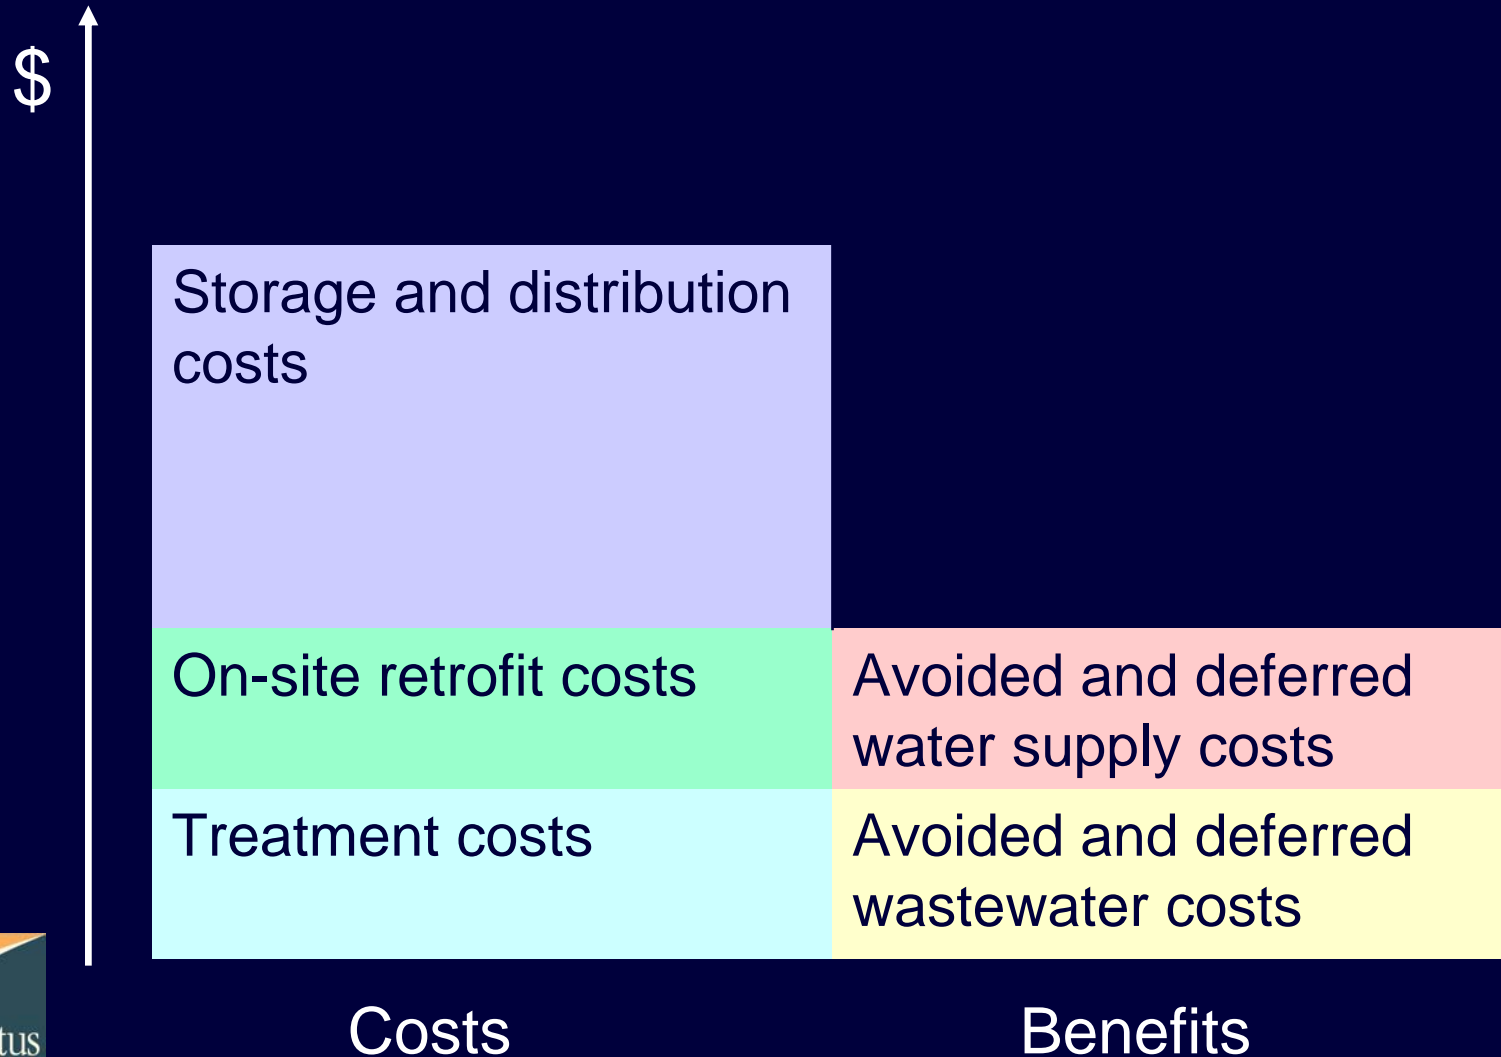 $
Storage and distribution
costs
On-site retrofit costs
Avoided and deferred
water supply costs
Treatment costs
Avoided and deferred
wastewater costs
Costs
Benefits